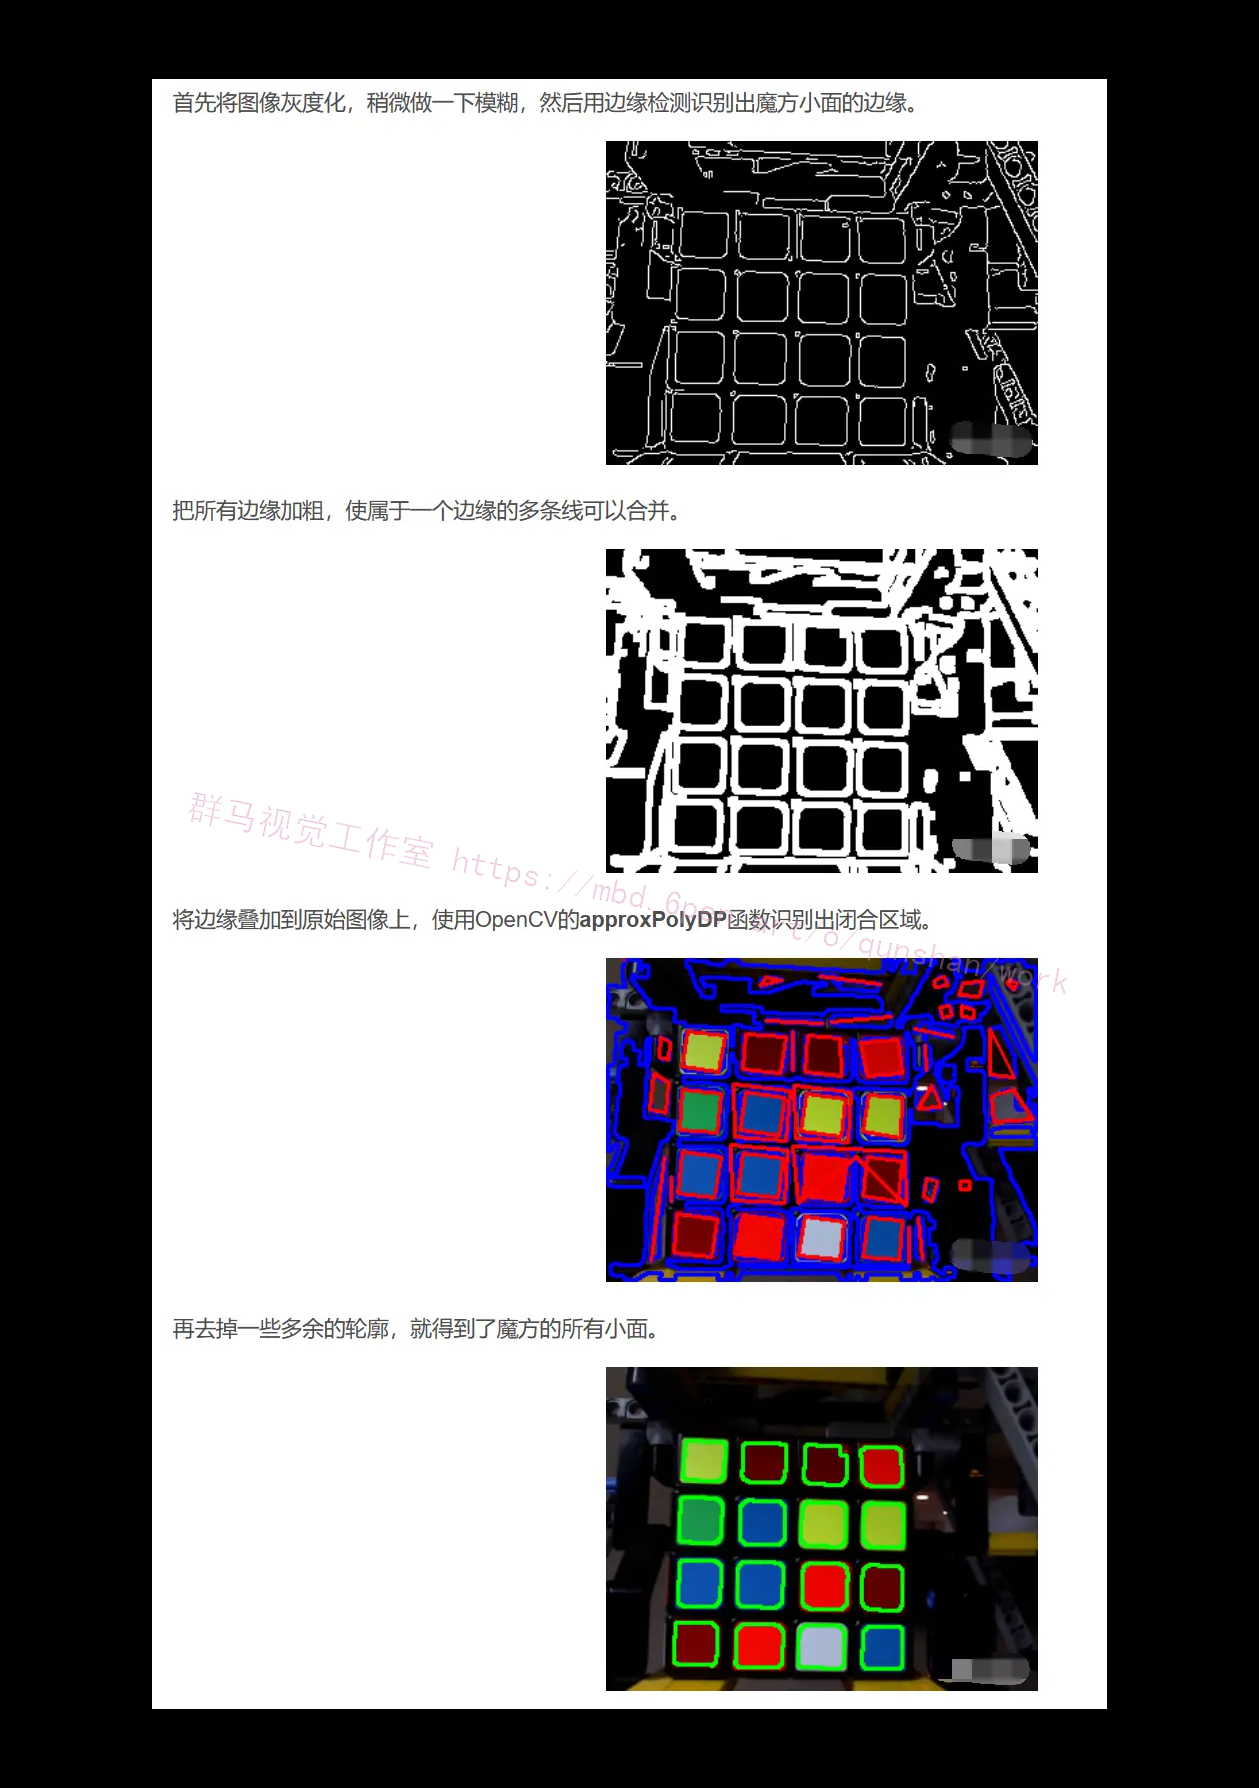 首先将图像灰度化，稍微做一下模糊，然后用边缘检测识别出魔方小面的边缘。
把所有边缘加粗，使属于一个边缘的多条线可以合并。
群马视觉工作室 https://mbd.6pen.art/o/qunshan/work
将边缘叠加到原始图像上，使用OpenCV的approxPolyDP函数识别出闭合区域。
再去掉一些多余的轮廓，就得到了魔方的所有小面。